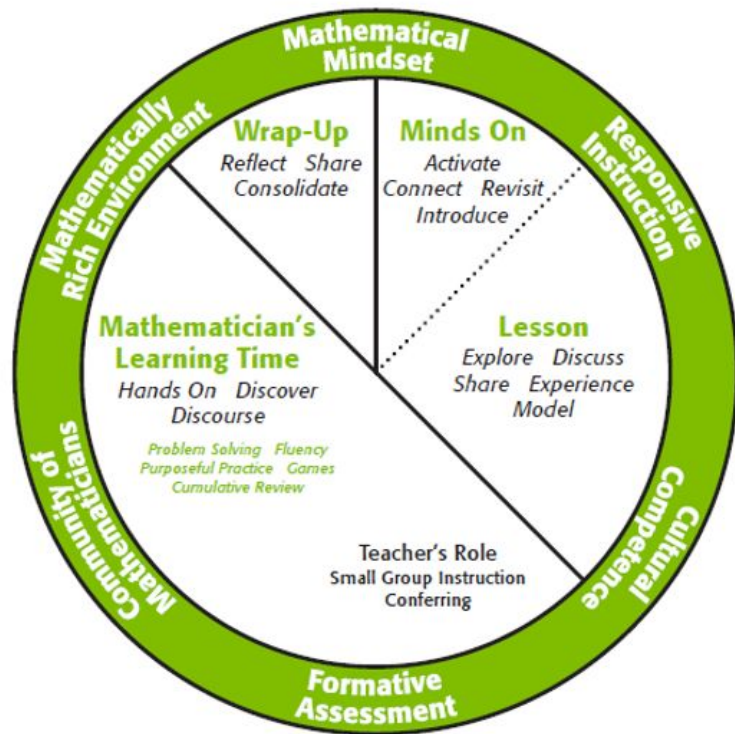 Mathematical
Mindset
Responsive
Instruction
Cultural
Competence
Formative
Assessment
Community of
Mathematicians
Mathematically
Rich Environment
Wrap-Up
Reflect Share
Consolidate
Minds On
Activate
Connect Revisit
Introduce
Lesson
Explore Discuss
Share Experience
Model
Mathematician's
Learning Time
Hands On Discover
Discourse
Problem Solving Fluency
Purposeful Practice Games
Cumulative Review
Teacher's Role
Small Group Instruction
Conferring